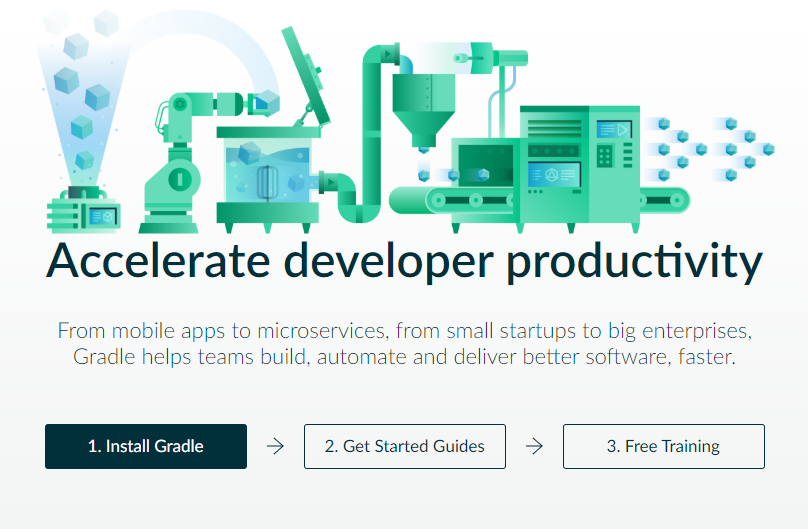 Accelerate developer productivity
From mobile apps to microservices, from small startups to big enterprises,
Gradle helps teams build, automate and deliver better software, faster.
1. Install Gradle
2. Get Started Guides
3. Free Training